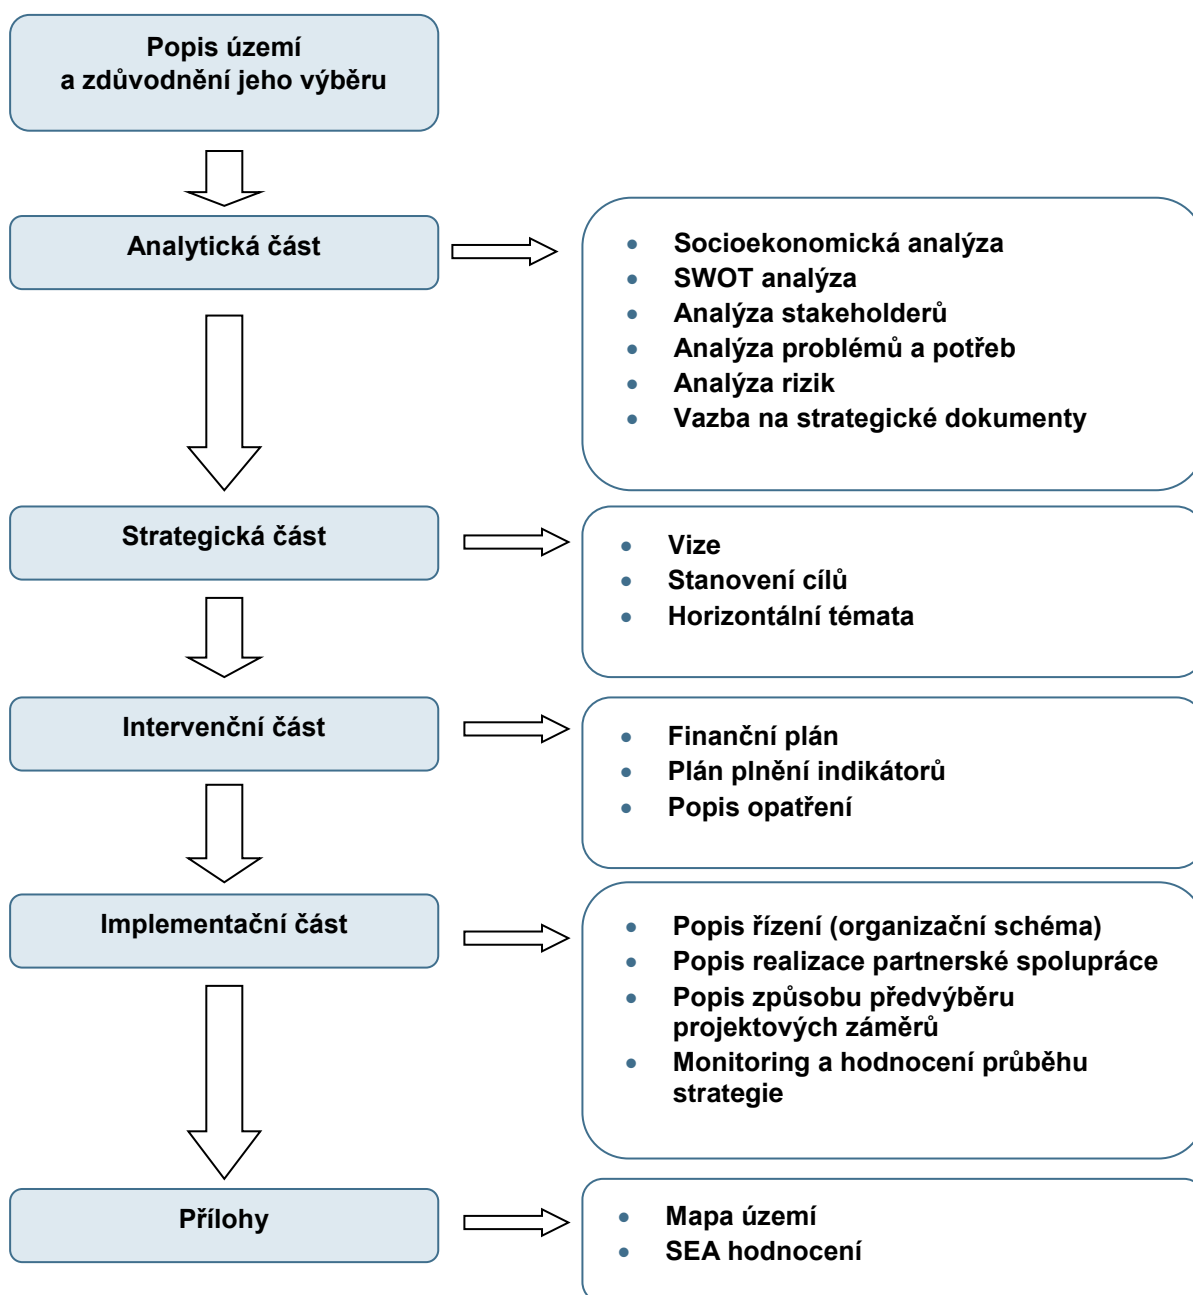 Popis území
a zdůvodnění jeho výběru
Analytická část
• Socioekonomická analýza
• SWOT analýza
• Analýza stakeholderů
• Analýza problémů a potřeb
• Analýza rizik
• Vazba na strategické dokumenty
Strategická část
• Vize
• Stanovení cílů
• Horizontální témata
Intervenční část
• Finanční plán
• Plán plnění indikátorů
• Popis opatření
Implementační část
• Popis řízení (organizační schéma)
• Popis realizace partnerské spolupráce
• Popis způsobu předvýběru
projektových záměrů
• Monitoring a hodnocení průběhu
strategie
Přílohy
• Mapa území
• SEA hodnocení